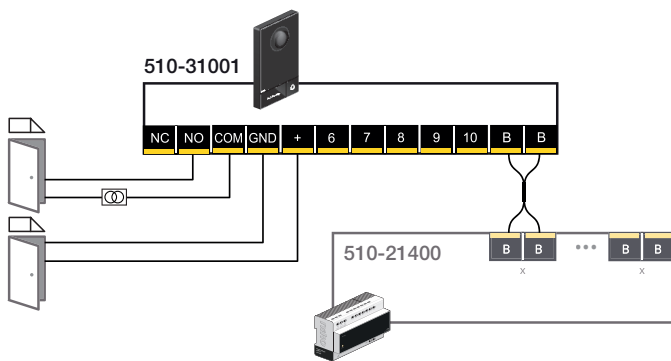 510-31001
NC NO COM GND + 6 7 8 9 10 B B
510-21400
B B ••• B B
x x